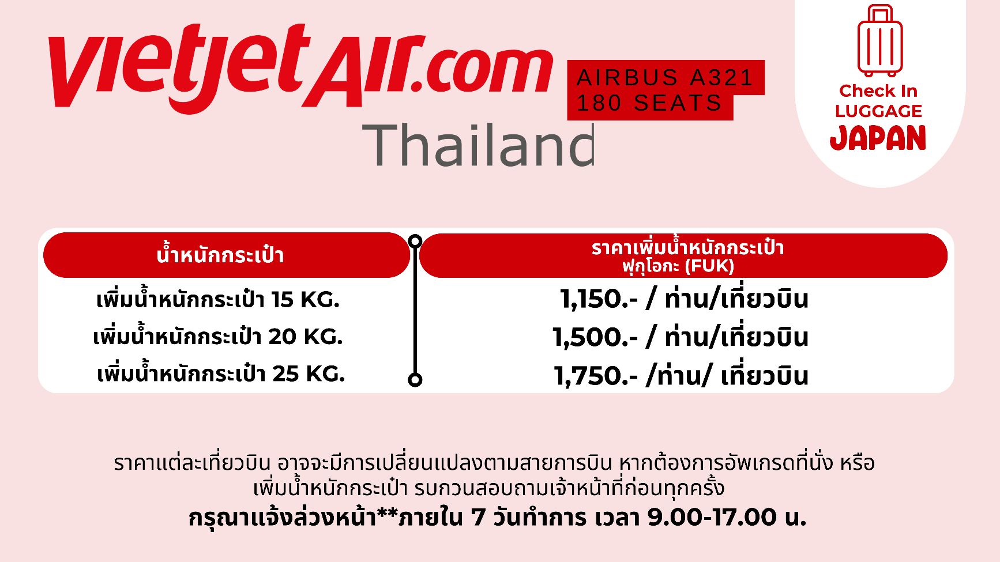 vietjetAir.com
Thailand
AIRBUS A321
180 SEATS
Check In
LUGGAGE
JAPAN
น้ำหนักกระเป๋า
ราคาเพิ่มน้ำหนักกระเป๋า
ฟุกุโอกะ (FUK)
เพิ่มน้ำหนักกระเป๋า 15 KG.
1,150.- / ท่าน/เที่ยวบิน
เพิ่มน้ำหนักกระเป๋า 20 KG.
1,500.- / ท่าน/เที่ยวบิน
เพิ่มน้ำหนักกระเป๋า 25 KG.
1,750.- /ท่าน/ เที่ยวบิน
ราคาแต่ละเที่ยวบิน อาจจะมีการเปลี่ยนแปลงตามสายการบิน หากต้องการอัพเกรดที่นั่ง หรือ
เพิ่มน้ำหนักกระเป๋า รบกวนสอบถามเจ้าหน้าที่ก่อนทุกครั้ง
กรุณาแจ้งล่วงหน้า**ภายใน 7 วันทำการ เวลา 9.00-17.00 น.